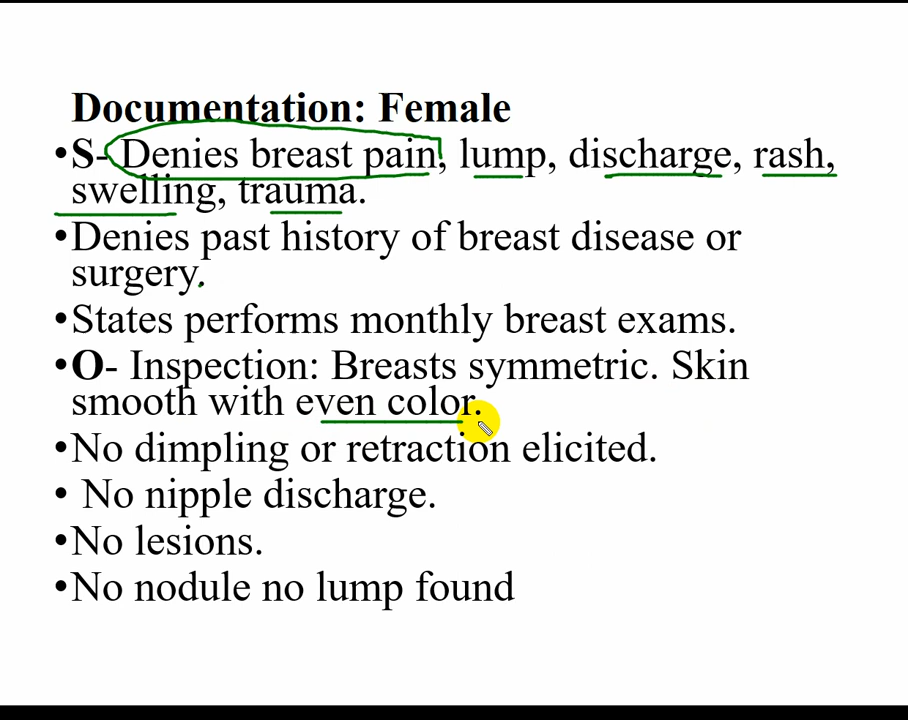 Documentation: Female
•S- Denies breast pain, lump, discharge, rash,
swelling, trauma.
•Denies past history of breast disease or
surgery.
•States performs monthly breast exams.
•O- Inspection: Breasts symmetric. Skin
smooth with even color.
•No dimpling or retraction elicited.
• No nipple discharge.
•No lesions.
•No nodule no lump found